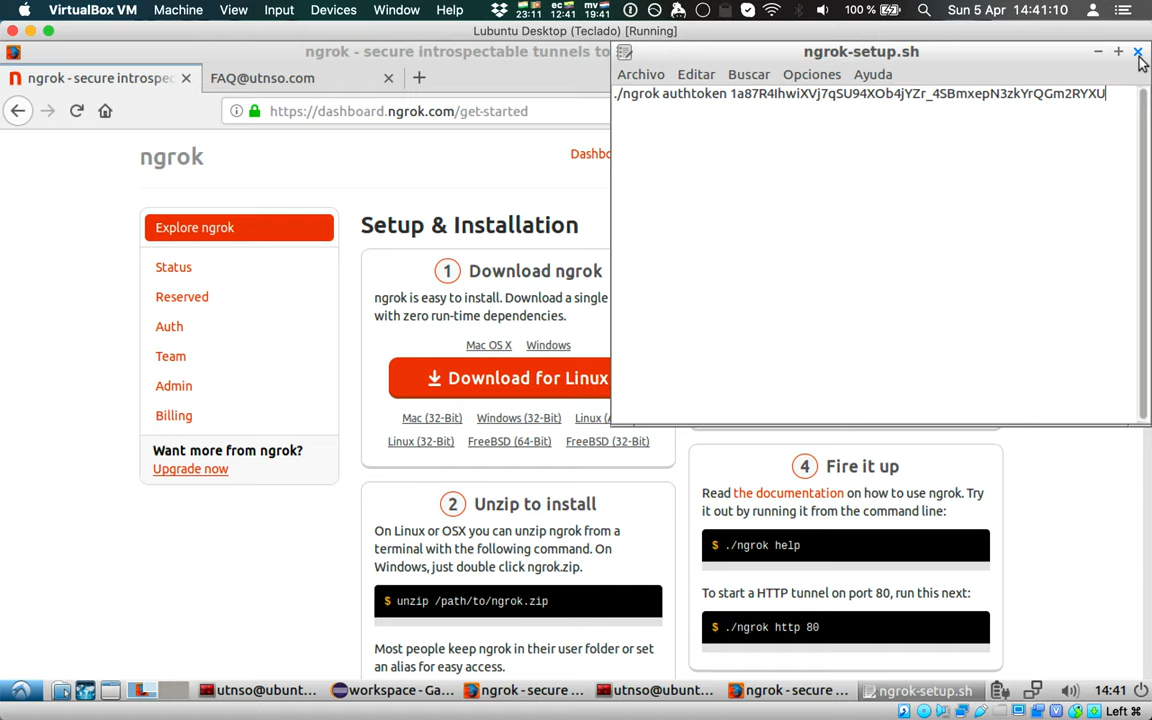 VirtualBox VM Machine View Input Devices Window Help
23:11
ec
12:41
mv
19:41
100 %
Sun 5 Apr 14:41:10
Lubuntu Desktop (Teclado) [Running]
ngrok - secure introspectable tunnels to
ngrok-setup.sh
ngrok - secure introspec
FAQ@utnso.com
Archivo Editar Buscar Opciones Ayuda
./ngrok authtoken 1a87R4IhwiXVj7qSU94XOb4jYZr_4SBmxepN3zkYrQGm2RYXU
https://dashboard.ngrok.com/get-started
ngrok
Dashbo
Explore ngrok
Status
Reserved
Auth
Team
Admin
Billing
Want more from ngrok?
Upgrade now
Setup & Installation
1 Download ngrok
ngrok is easy to install. Download a single
with zero run-time dependencies.
Mac OS X Windows
Download for Linux
Mac (32-Bit) Windows (32-Bit) Linux (A
Linux (32-Bit) FreeBSD (64-Bit) FreeBSD (32-Bit)
2 Unzip to install
On Linux or OSX you can unzip ngrok from a
terminal with the following command. On
Windows, just double click ngrok.zip.
$ unzip /path/to/ngrok.zip
Most people keep ngrok in their user folder or set
an alias for easy access.
4 Fire it up
Read the documentation on how to use ngrok. Try
it out by running it from the command line:
$ ./ngrok help
To start a HTTP tunnel on port 80, run this next:
$ ./ngrok http 80
utnso@ubunt...
workspace - Ga...
ngrok - secure ...
utnso@ubunt...
ngrok - secure ...
ngrok-setup.sh
14:41
Left ⌘